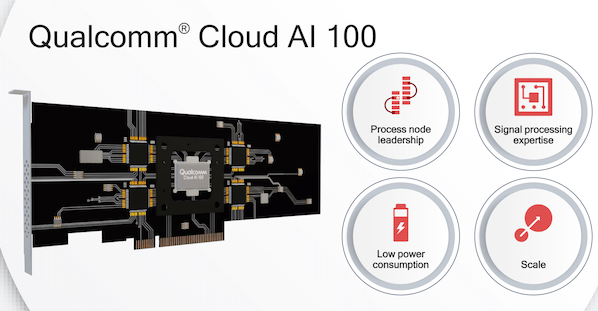 Qualcomm® Cloud AI 100
Qualcomm
Cloud AI 100
Process node
leadership
Signal processing
expertise
Low power
consumption
Scale